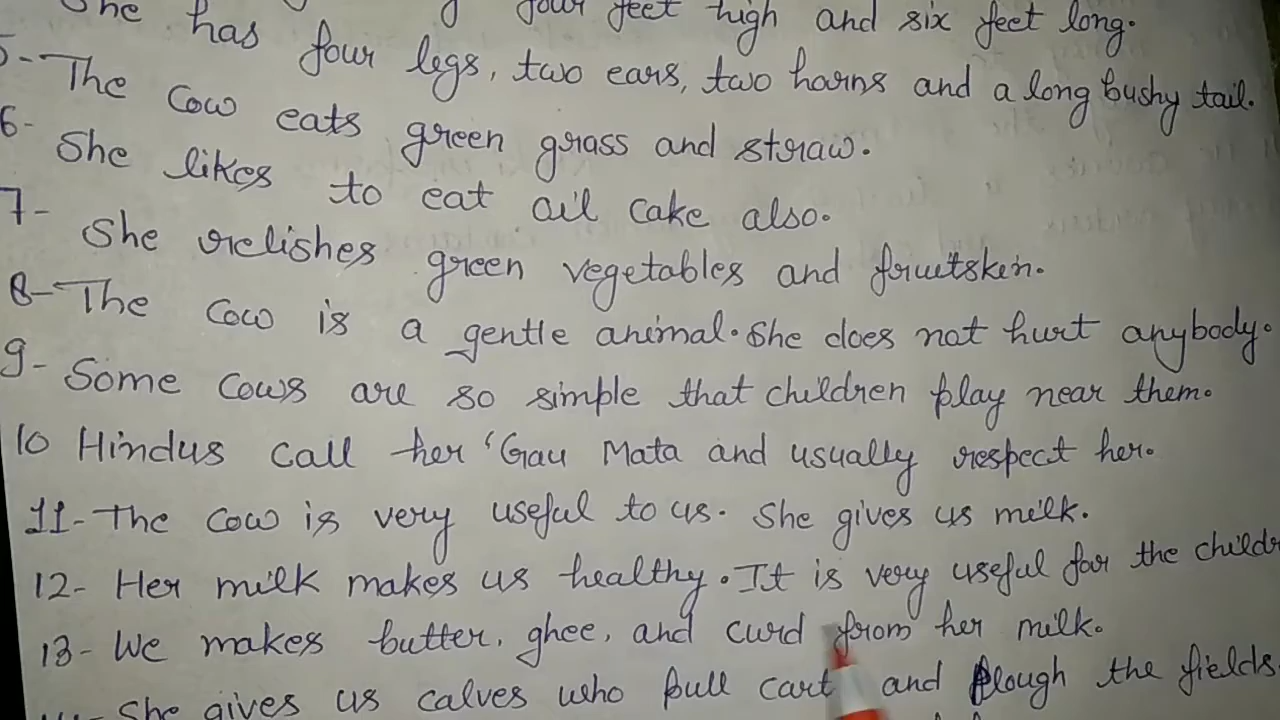 She has four feet high and six feet long.
5- The four legs, two ears, two horns and a long bushy tail.
6- She Cow eats green grass and straw.
7- She likes to eat oil cake also.
8- The relishes green vegetables and fruitsken.
9- Some Cow is a gentle animal. She does not hurt anybody.
Cows are so simple that children play near them.
10 Hindus call her 'Gau Mata and usually respect her.
11- The cow is very useful to us. She gives us milk.
12- Her milk makes us healthy. It is very useful for the childr
13- We makes butter, ghee, and curd from her milk.
She gives us calves who pull cart and plough the fields